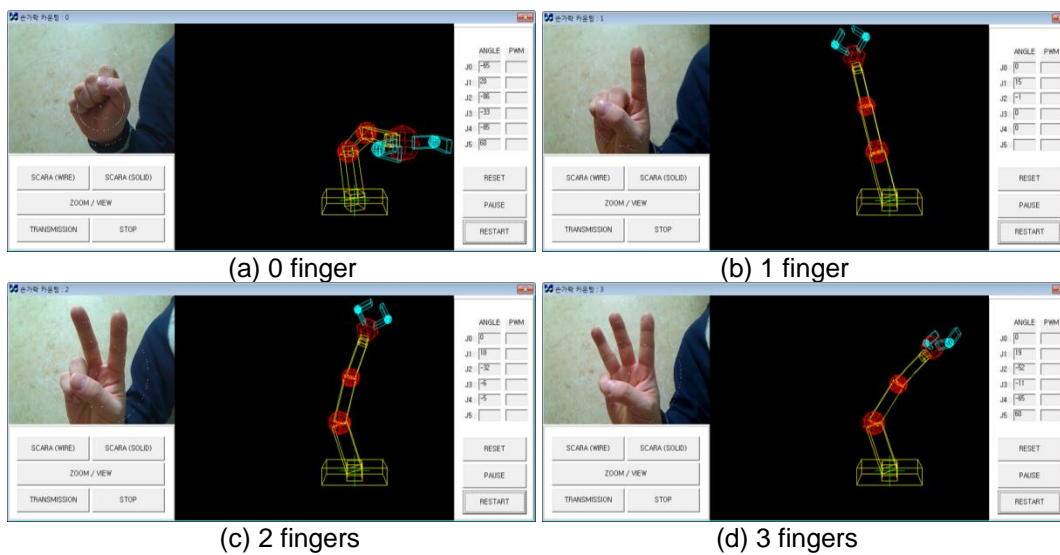 손가락 카운팅 : 0
ANGLE PWM
J0 -85
J1 20
J2 -86
J3 -33
J4 -85
J5 60
SCARA (WIRE) SCARA (SOLID)
ZOOM / VIEW
TRANSMISSION STOP
RESET
PAUSE
RESTART
(a) 0 finger
손가락 카운팅 : 1
ANGLE PWM
J0 0
J1 15
J2 -1
J3 0
J4 0
J5
SCARA (WIRE) SCARA (SOLID)
ZOOM / VIEW
TRANSMISSION STOP
RESET
PAUSE
RESTART
(b) 1 finger
손가락 카운팅 : 2
ANGLE PWM
J0 0
J1 18
J2 -32
J3 -6
J4 -5
J5
SCARA (WIRE) SCARA (SOLID)
ZOOM / VIEW
TRANSMISSION STOP
RESET
PAUSE
RESTART
(c) 2 fingers
손가락 카운팅 : 3
ANGLE PWM
J0 0
J1 19
J2 -52
J3 -11
J4 -85
J5 60
SCARA (WIRE) SCARA (SOLID)
ZOOM / VIEW
TRANSMISSION STOP
RESET
PAUSE
RESTART
(d) 3 fingers